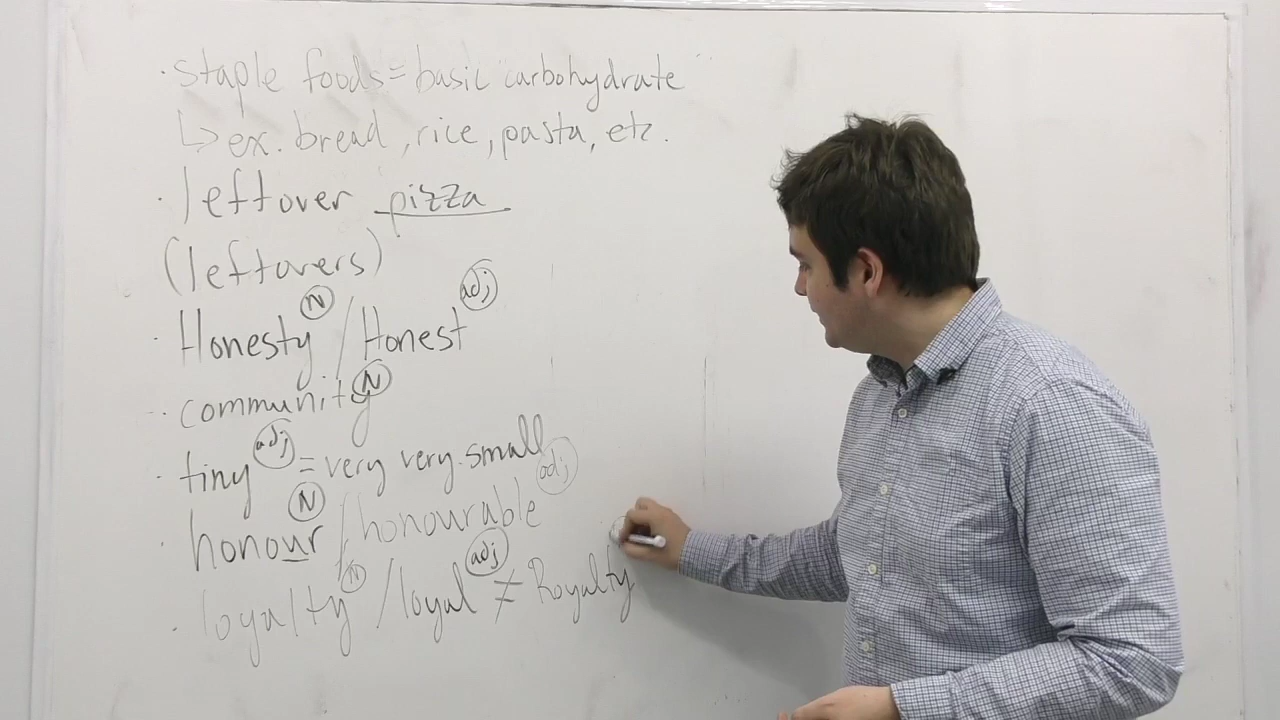 · staple foods = basic "carbohydrate"
↳ ex. bread, rice, pasta, etc.
· leftover pizza
(leftovers)
· Honesty (N) / Honest (adj)
· community (N)
· tiny (adj) = very very small
· honour (N) / honourable (adj)
· loyalty (N) / loyal (adj) ≠ Royalty